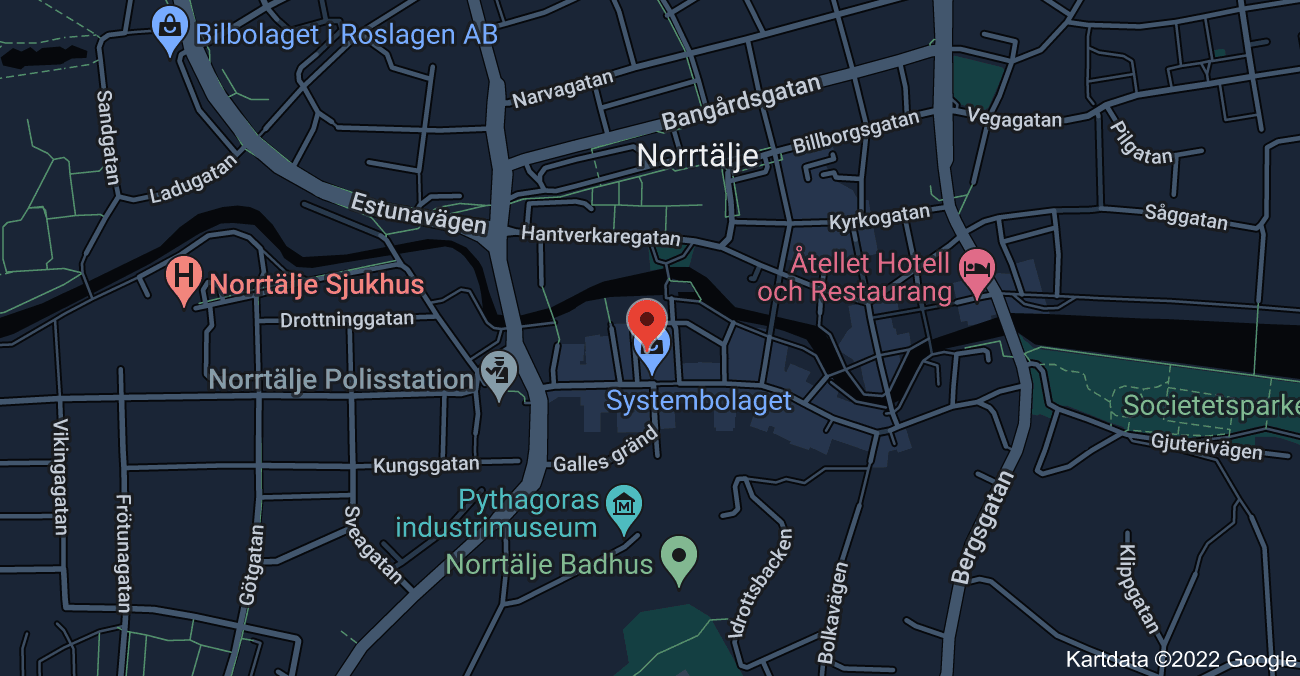 Bilbolaget i Roslagen AB
Narvagatan
Bangårdsgatan
Billborgsgatan
Vegagatan
Pilgatan
Sandgatan
Ladugatan
Norrtälje
Estunavägen
Hantverkaregatan
Kyrkogatan
Såggatan
Norrtälje Sjukhus
Åtellet Hotell
och Restaurang
Drottninggatan
Norrtälje Polisstation
Systembolaget
Societetsparke
Gjuterivägen
Vikingagatan
Kungsgatan
Galles gränd
Frötunagatan
Götgatan
Sveagatan
Pythagoras
industrimuseum
Norrtälje Badhus
Idrottsbacken
Bolkavägen
Bergsgatan
Klippgatan
Kartdata ©2022 Google